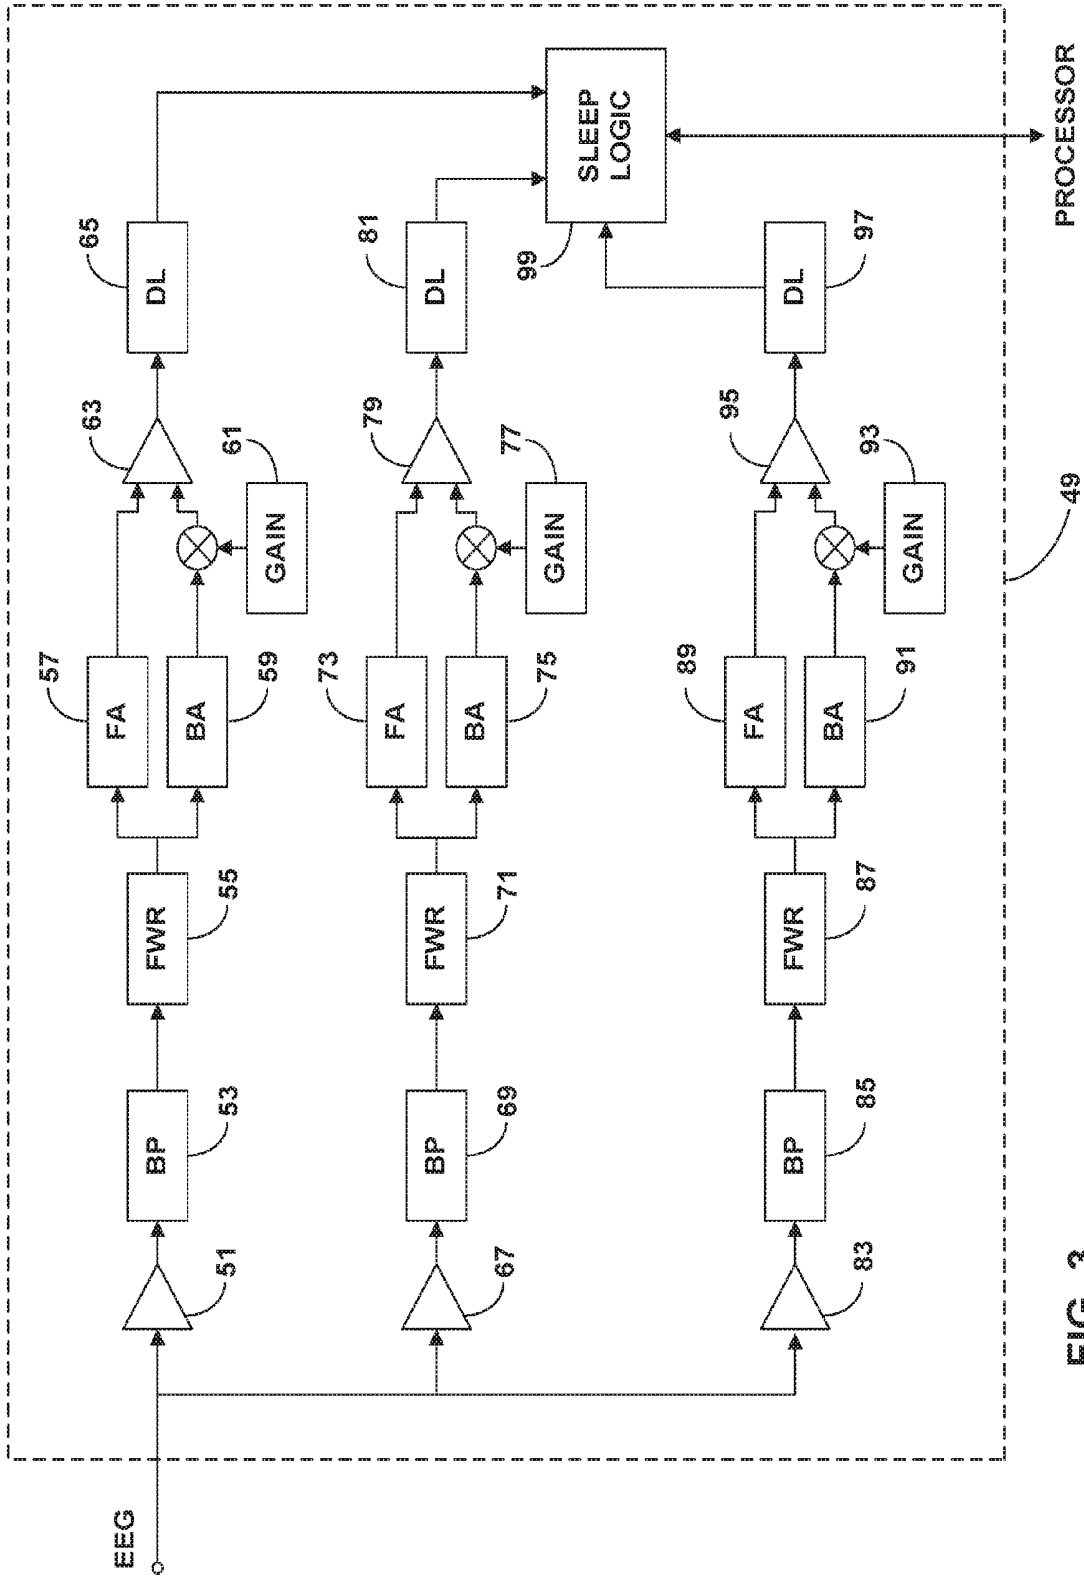 EEG
51
BP
53
FWR
55
FA
57
BA
59
GAIN
61
63
DL
65
67
BP
69
FWR
71
FA
73
BA
75
GAIN
77
79
DL
81
83
BP
85
FWR
87
FA
89
BA
91
GAIN
93
95
DL
97
SLEEP
LOGIC
99
PROCESSOR
49
FIG. 3